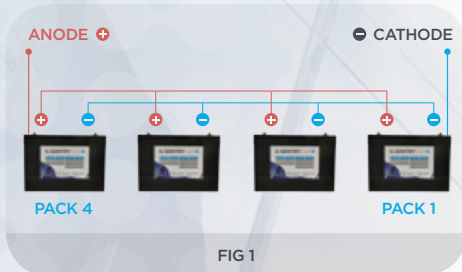 ANODE +
− CATHODE
+ − + − + − + −
PACK 4
PACK 1
FIG 1